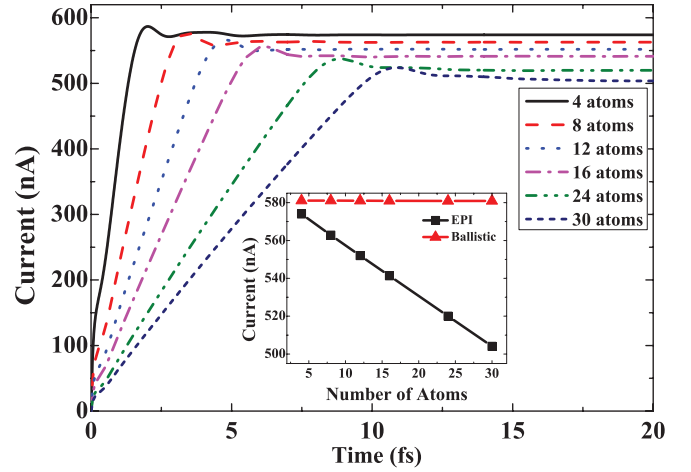 600
500
400
300
200
100
0
Current (nA)
0
5
10
15
20
Time (fs)
4 atoms
8 atoms
12 atoms
16 atoms
24 atoms
30 atoms
580
560
540
520
500
Current (nA)
EPI
Ballistic
5
10
15
20
25
30
Number of Atoms